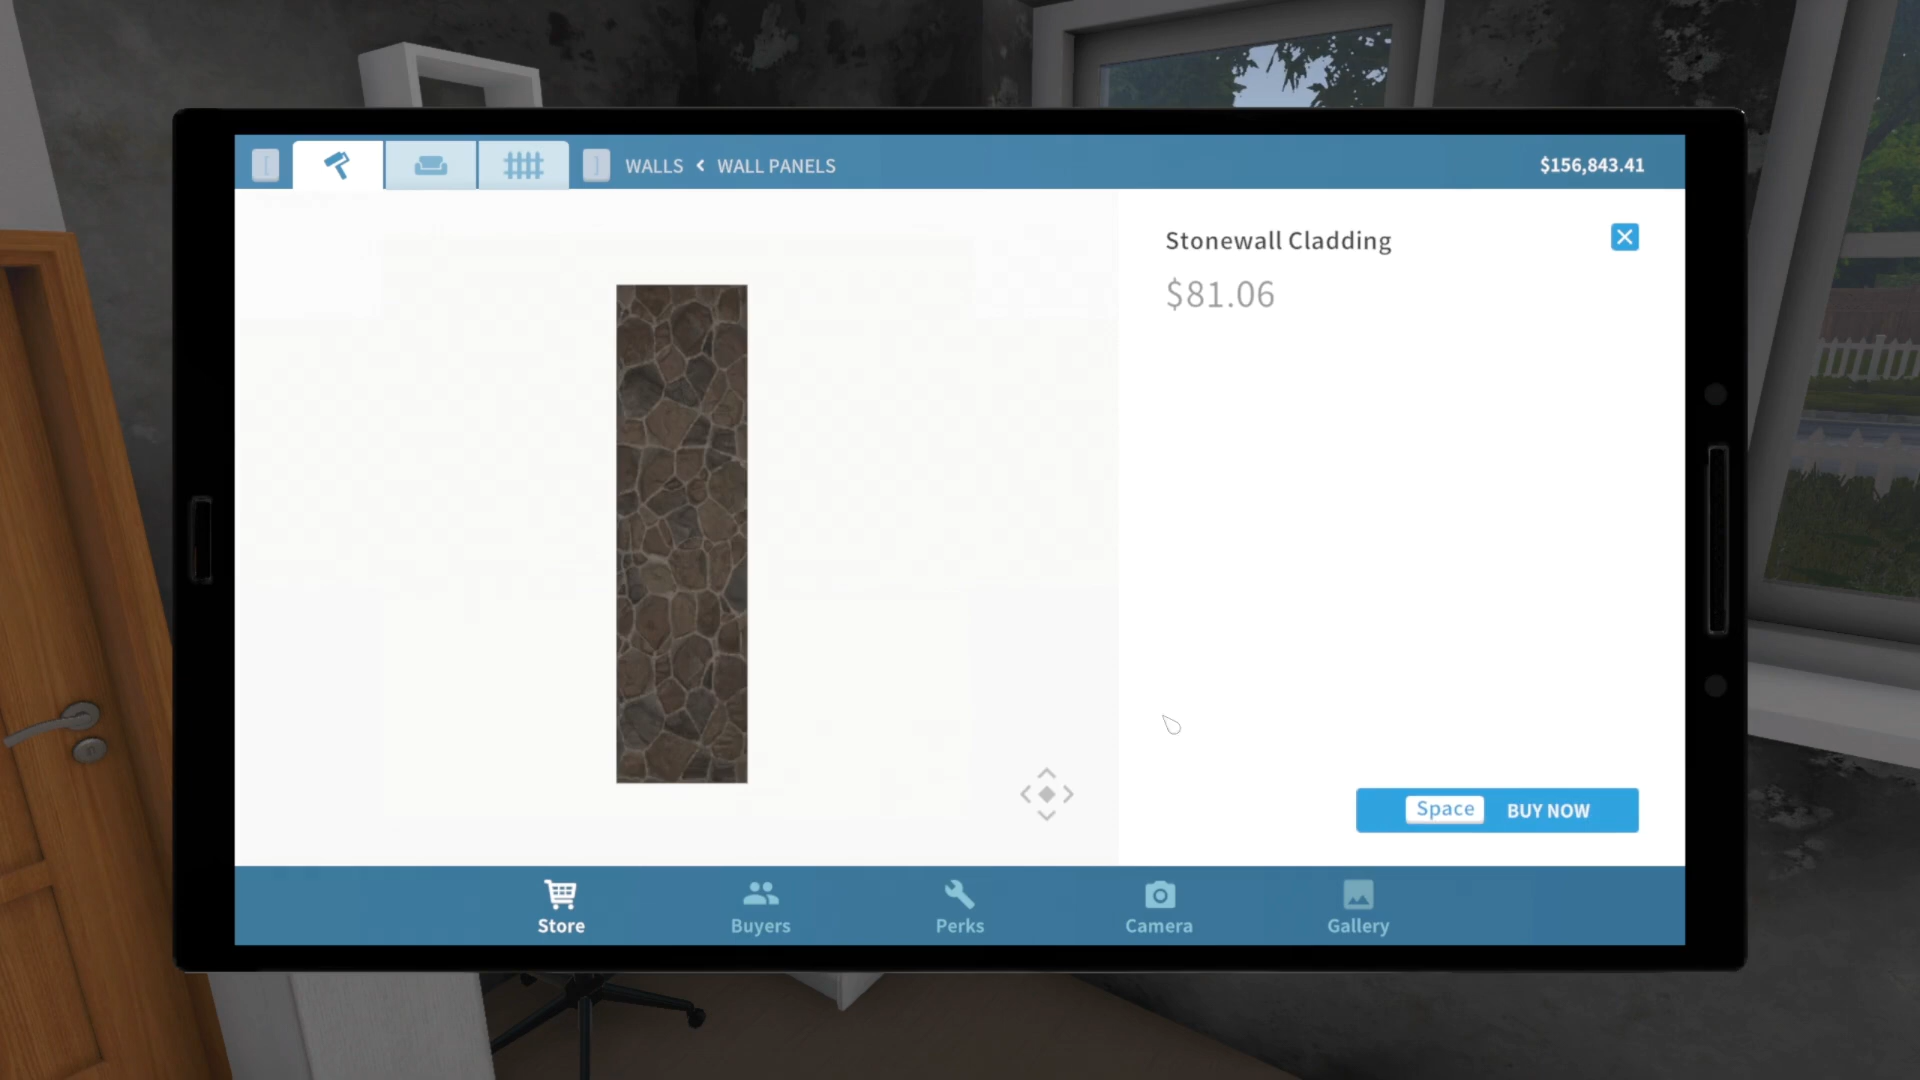 [
] WALLS < WALL PANELS
$156,843.41
Stonewall Cladding
$81.06
Space BUY NOW
Store
Buyers
Perks
Camera
Gallery